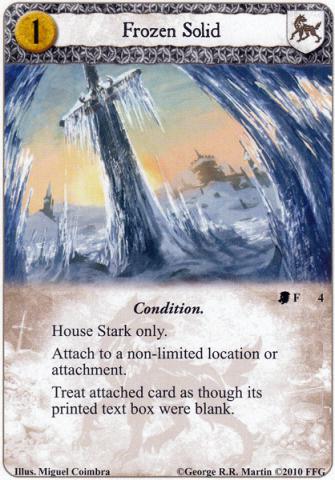 1
Frozen Solid
F 4
Condition.
House Stark only.
Attach to a non-limited location or
attachment.
Treat attached card as though its
printed text box were blank.
Illus. Miguel Coimbra ©George R.R. Martin ©2010 FFG